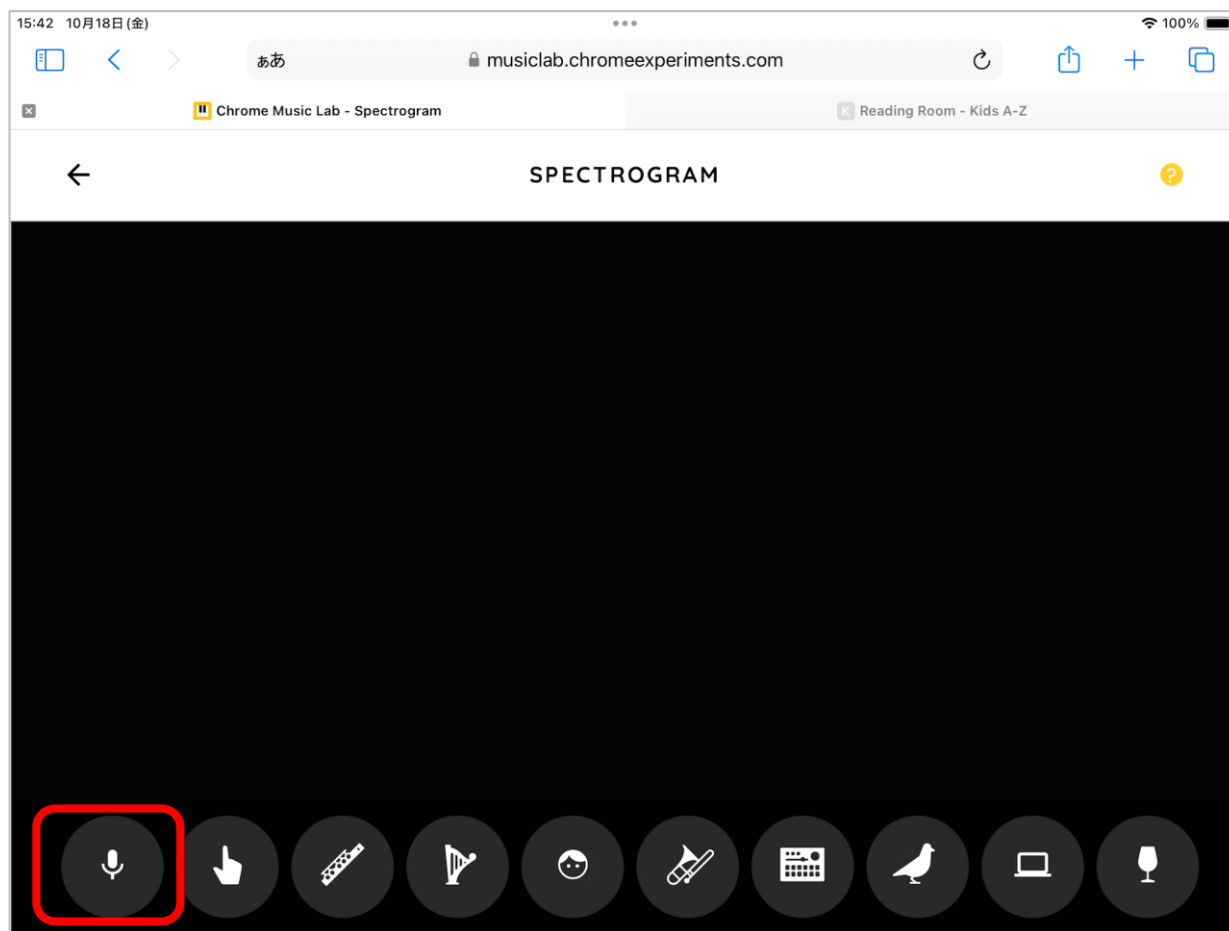 15:42 10月18日(金)
100%
ぁあ
musiclab.chromeexperiments.com
Chrome Music Lab - Spectrogram
K Reading Room - Kids A-Z
SPECTROGRAM
?